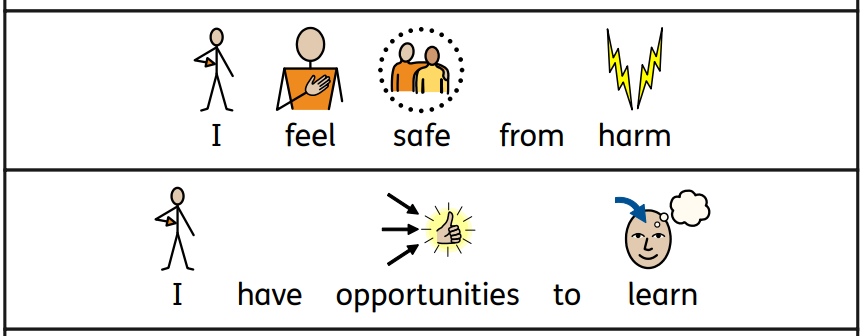 I feel safe from harm
I have opportunities to learn